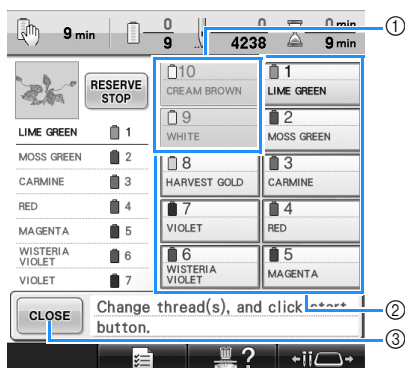 9 min 0 0 0 min
9 4238 9 min
①
RESERVE
STOP
LIME GREEN 1
MOSS GREEN 2
CARMINE 3
RED 4
MAGENTA 5
WISTERIA
VIOLET 6
VIOLET 7
10
CREAM BROWN
1
LIME GREEN
9
WHITE
2
MOSS GREEN
8
HARVEST GOLD
3
CARMINE
7
VIOLET
4
RED
6
WISTERIA
VIOLET
5
MAGENTA
②
CLOSE
Change thread(s), and click start
button.
③
?